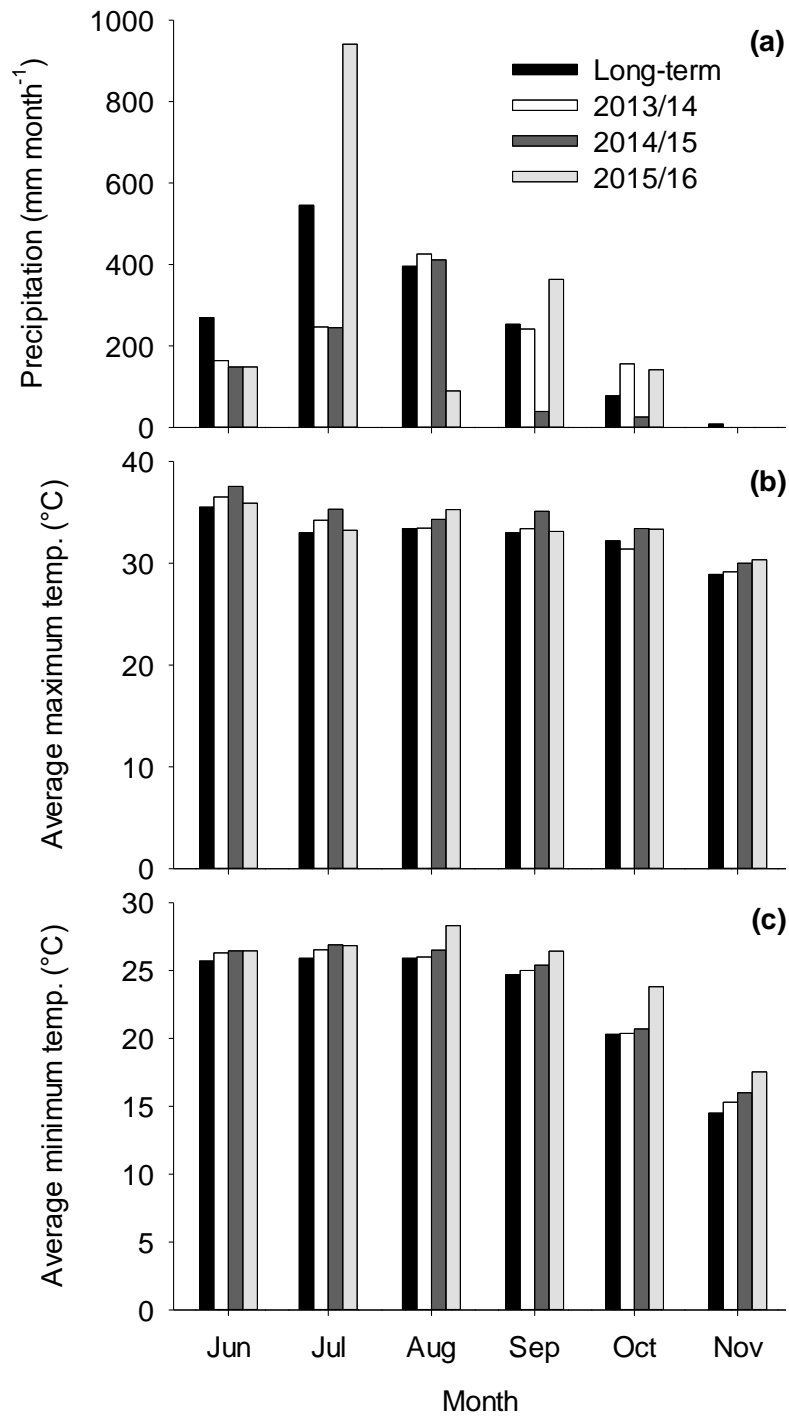 1000
800
600
400
200
0
Precipitation (mm month⁻¹)
(a)
Long-term
2013/14
2014/15
2015/16
40
30
20
10
0
Average maximum temp. (°C)
(b)
30
25
20
15
10
5
0
Average minimum temp. (°C)
(c)
Jun Jul Aug Sep Oct Nov
Month